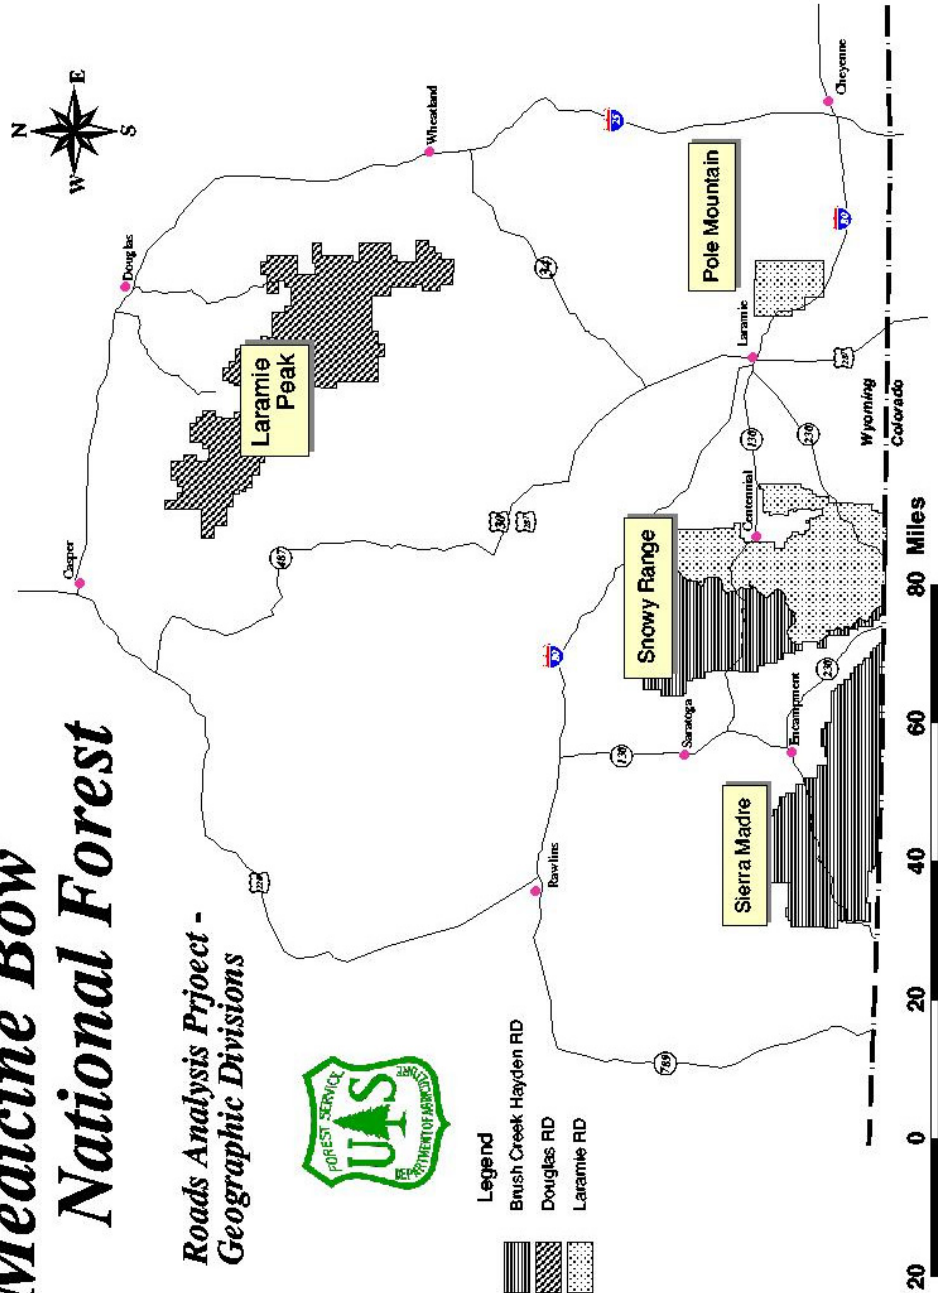 Medicine Bow
National Forest
Roads Analysis Prjoect -
Geographic Divisions
N
W
E
S
FOREST SERVICE
U S
DEPARTMENT OF AGRICULTURE
Legend
Brush Creek Hayden RD
Douglas RD
Laramie RD
Casper
Douglas
Wheatland
Laramie
Peak
220
487
30
287
34
25
Rawlins
80
789
130
Saratoga
Snowy Range
Pole Mountain
Laramie
Cheyenne
80
Sierra Madre
Encampment
Centennial
130
230
230
287
Wyoming
Colorado
20
0
20
40
60
80
Miles